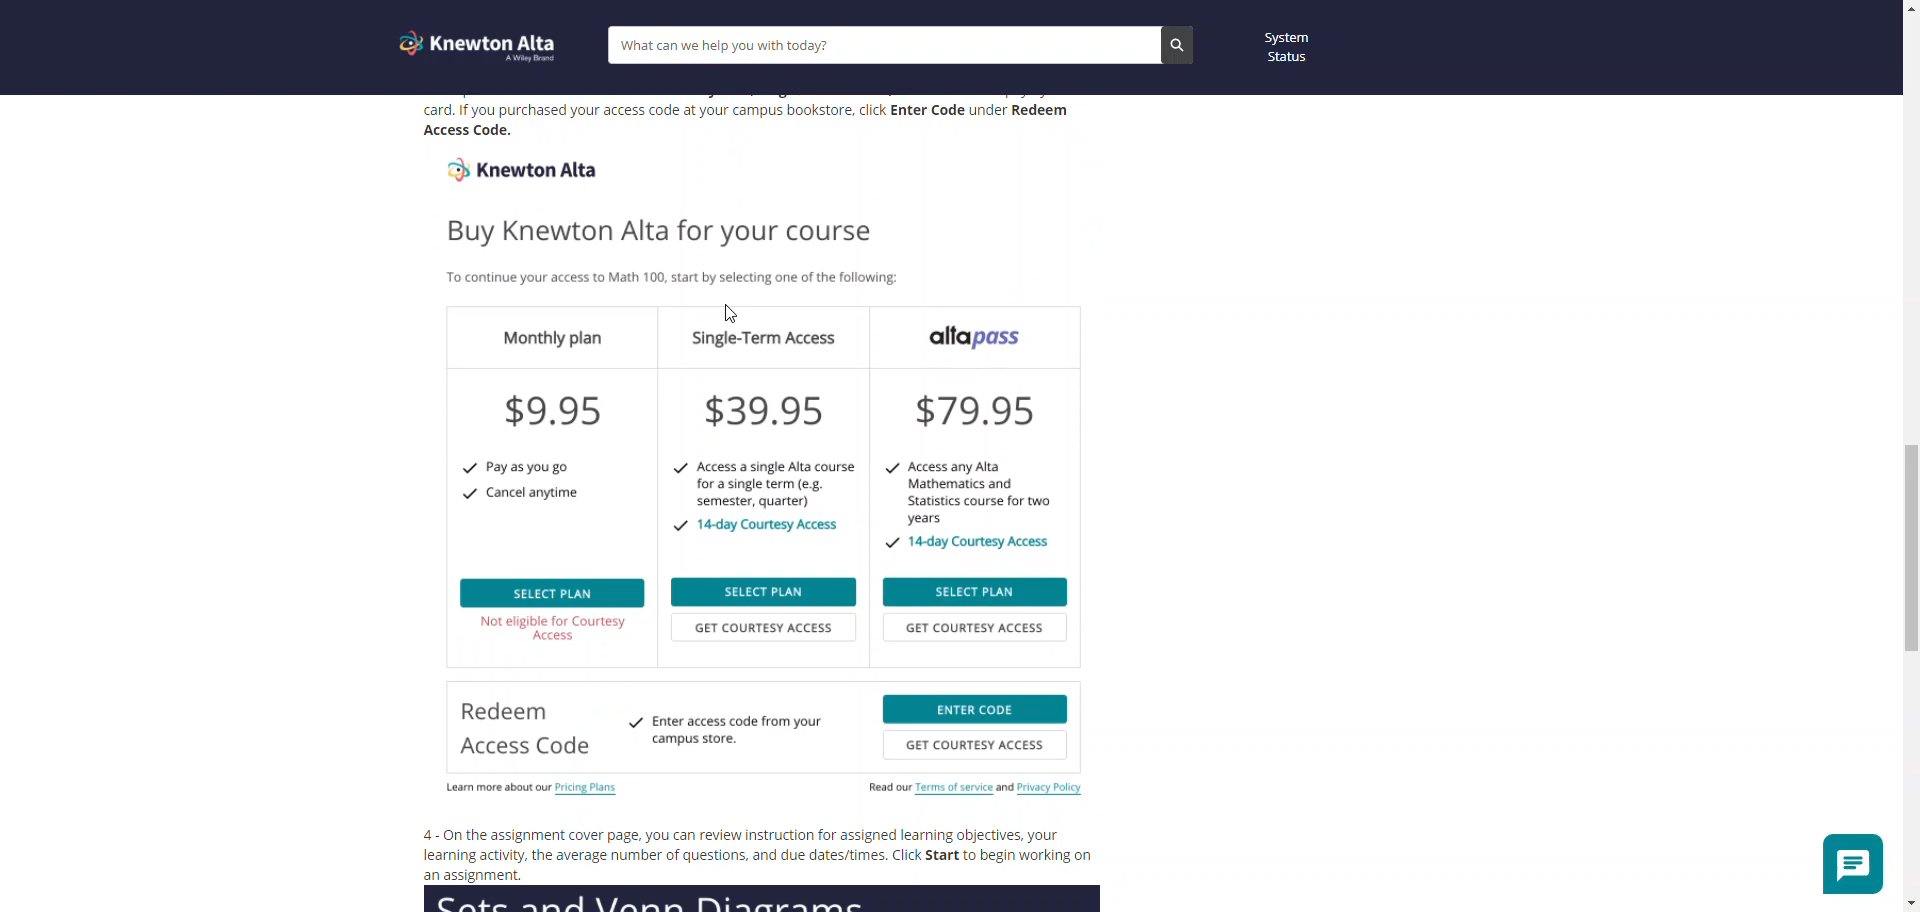 Knewton Alta
A Wiley Brand
What can we help you with today?
System
Status
card. If you purchased your access code at your campus bookstore, click Enter Code under Redeem
Access Code.
Knewton Alta
Buy Knewton Alta for your course
To continue your access to Math 100, start by selecting one of the following:
Monthly plan
$9.95
Pay as you go
Cancel anytime
SELECT PLAN
Not eligible for Courtesy
Access
Single-Term Access
$39.95
Access a single Alta course
for a single term (e.g.
semester, quarter)
14-day Courtesy Access
SELECT PLAN
GET COURTESY ACCESS
altapass
$79.95
Access any Alta
Mathematics and
Statistics course for two
years
14-day Courtesy Access
SELECT PLAN
GET COURTESY ACCESS
Redeem
Access Code
Enter access code from your
campus store.
ENTER CODE
GET COURTESY ACCESS
Learn more about our Pricing Plans
Read our Terms of service and Privacy Policy
4 - On the assignment cover page, you can review instruction for assigned learning objectives, your
learning activity, the average number of questions, and due dates/times. Click Start to begin working on
an assignment.
Sets and Venn Diagrams